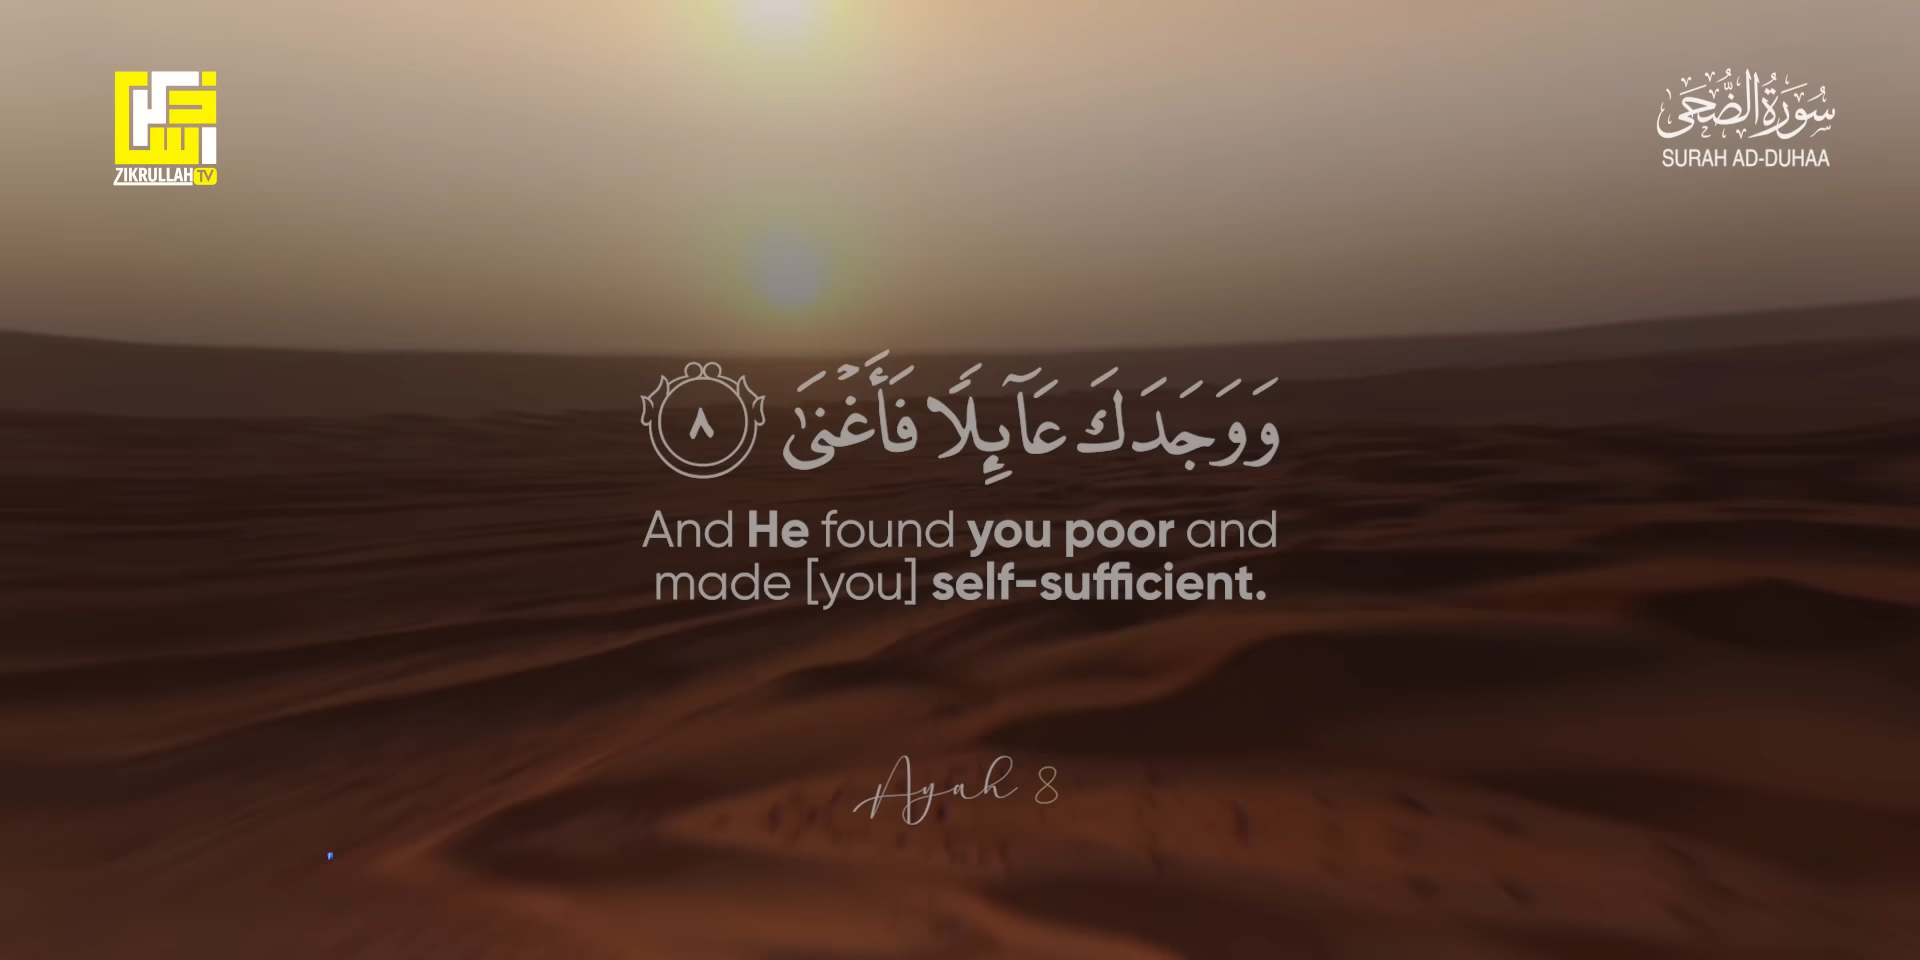 ZIKRULLAH TV
سُورَةُ الضُّحَى
SURAH AD-DUHAA
وَوَجَدَكَ عَآئِلًا فَأَغْنَىٰ ٨
And He found you poor and
made [you] self-sufficient.
Ayah 8